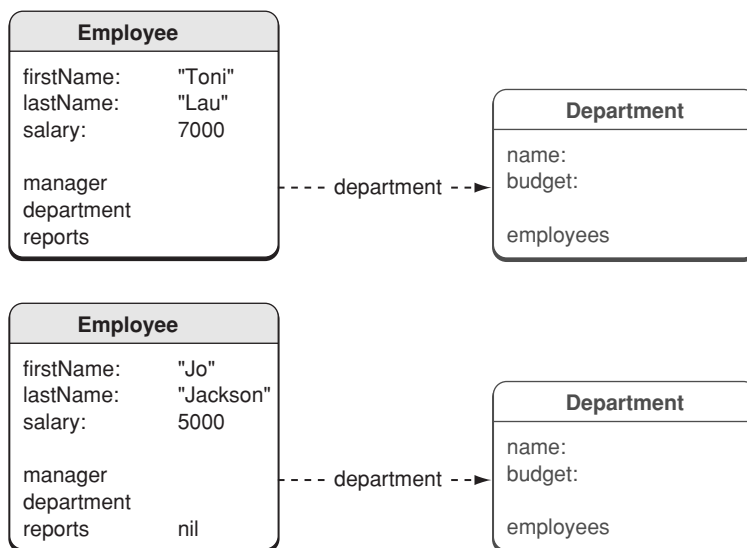 Employee
firstName: "Toni"
lastName: "Lau"
salary: 7000
manager
department
reports
department
Department
name:
budget:
employees
Employee
firstName: "Jo"
lastName: "Jackson"
salary: 5000
manager
department
reports nil
department
Department
name:
budget:
employees